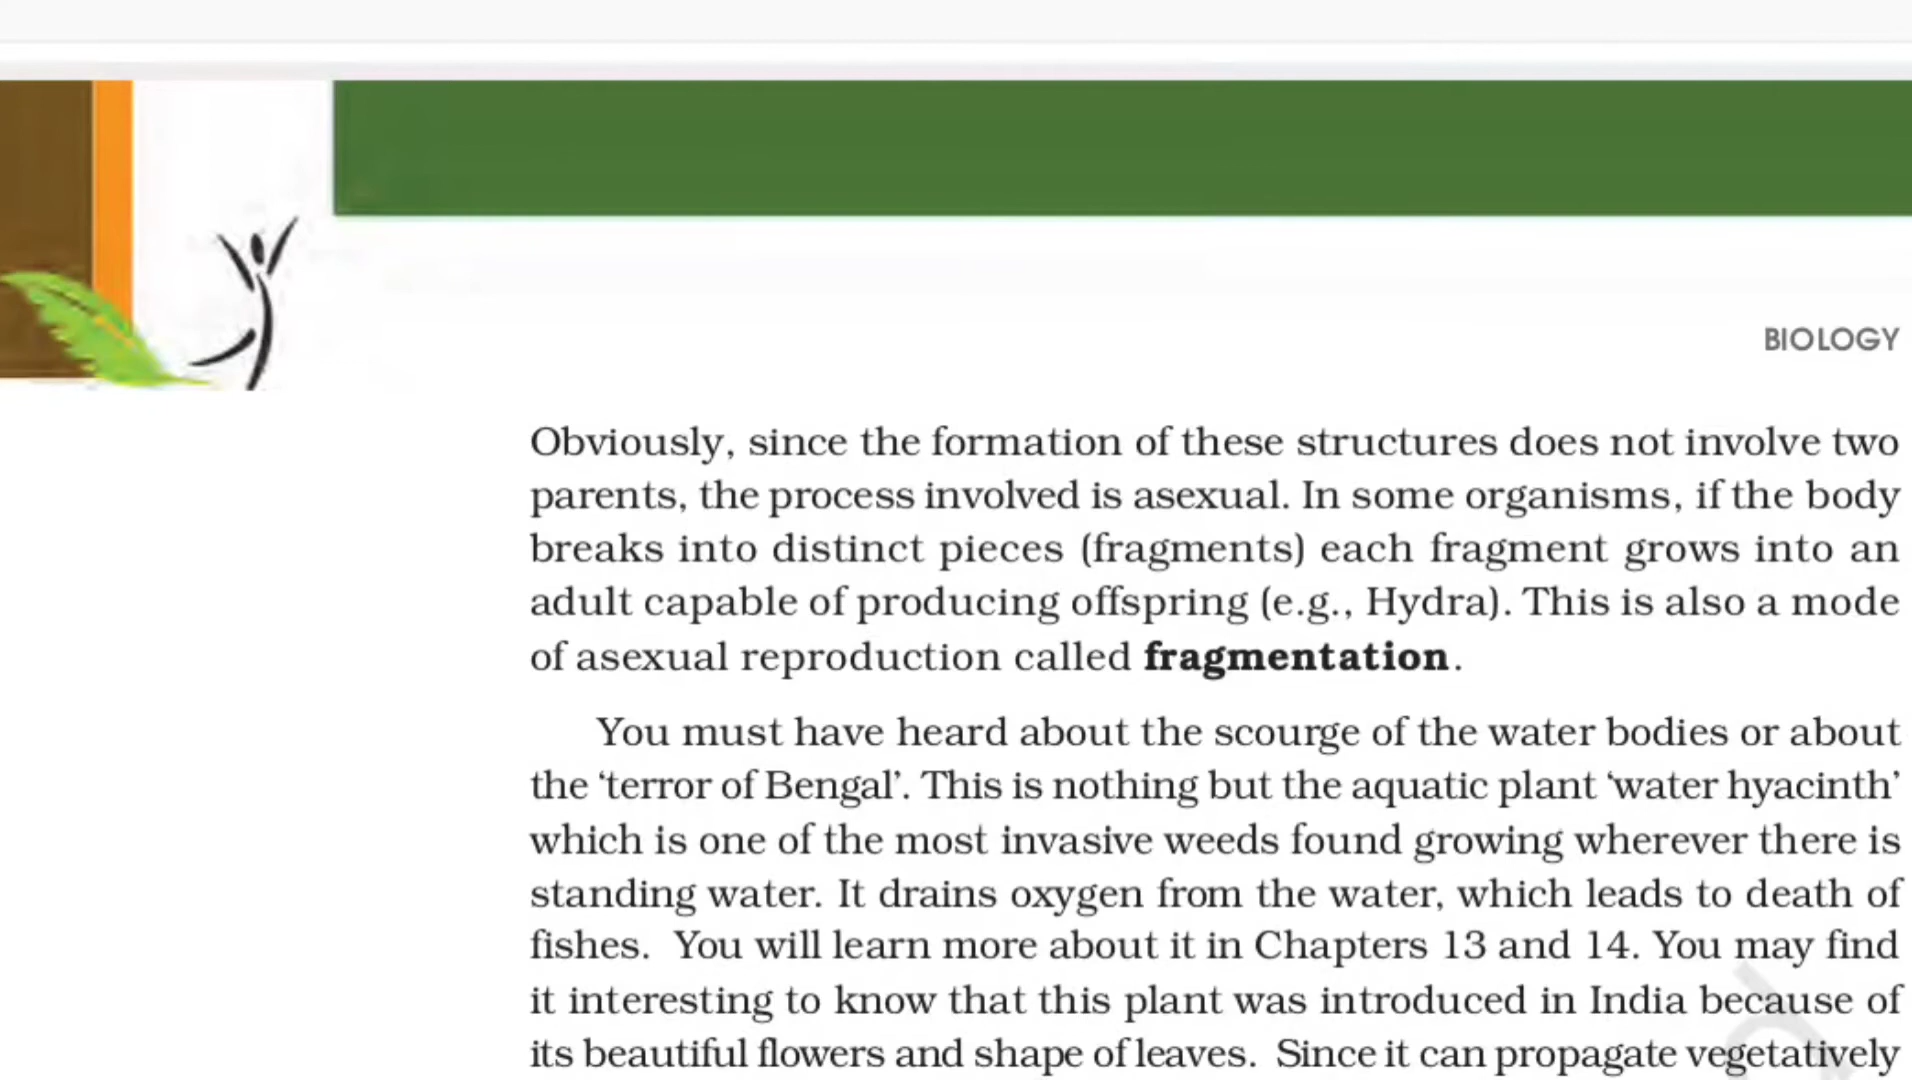 BIOLOGY
Obviously, since the formation of these structures does not involve two
parents, the process involved is asexual. In some organisms, if the body
breaks into distinct pieces (fragments) each fragment grows into an
adult capable of producing offspring (e.g., Hydra). This is also a mode
of asexual reproduction called fragmentation.
You must have heard about the scourge of the water bodies or about
the ‘terror of Bengal’. This is nothing but the aquatic plant ‘water hyacinth’
which is one of the most invasive weeds found growing wherever there is
standing water. It drains oxygen from the water, which leads to death of
fishes. You will learn more about it in Chapters 13 and 14. You may find
it interesting to know that this plant was introduced in India because of
its beautiful flowers and shape of leaves. Since it can propagate vegetatively